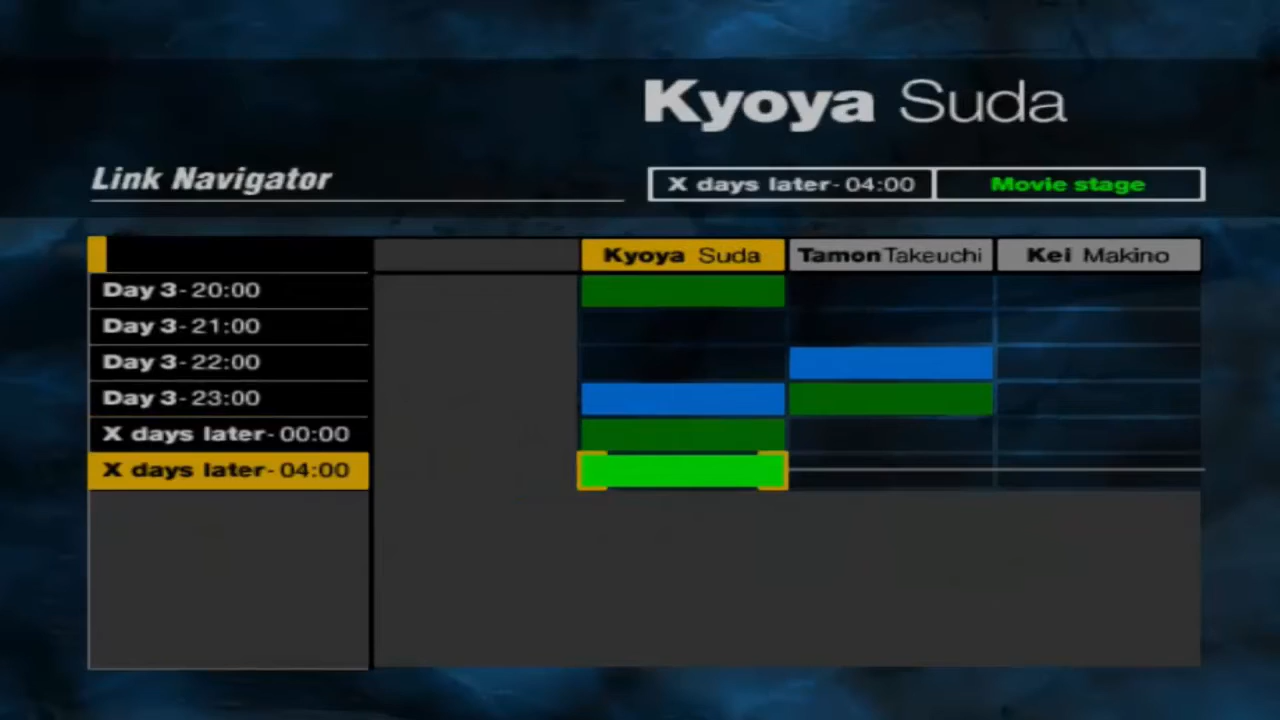 Kyoya Suda
Link Navigator
X days later-04:00 Movie stage
Kyoya Suda TamonTakeuchi Kei Makino
Day 3-20:00
Day 3-21:00
Day 3-22:00
Day 3-23:00
X days later-00:00
X days later-04:00